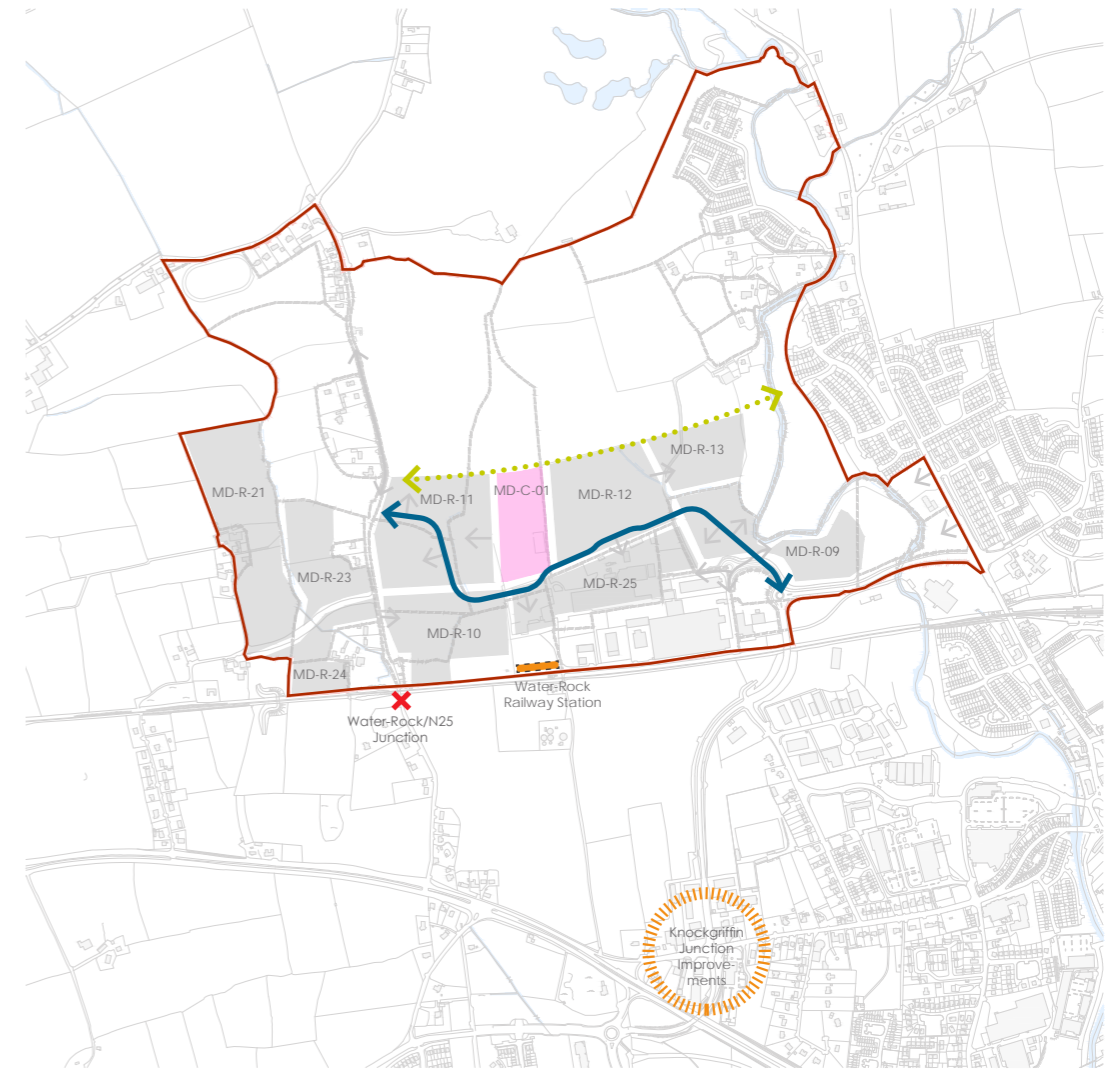 MD-R-13
MD-R-21
MD-R-11
MD-C-01
MD-R-12
MD-R-09
MD-R-23
MD-R-25
MD-R-10
MD-R-24
Water-Rock
Railway Station
Water-Rock/N25
Junction
Knockgriffin
Junction
Improve-
ments